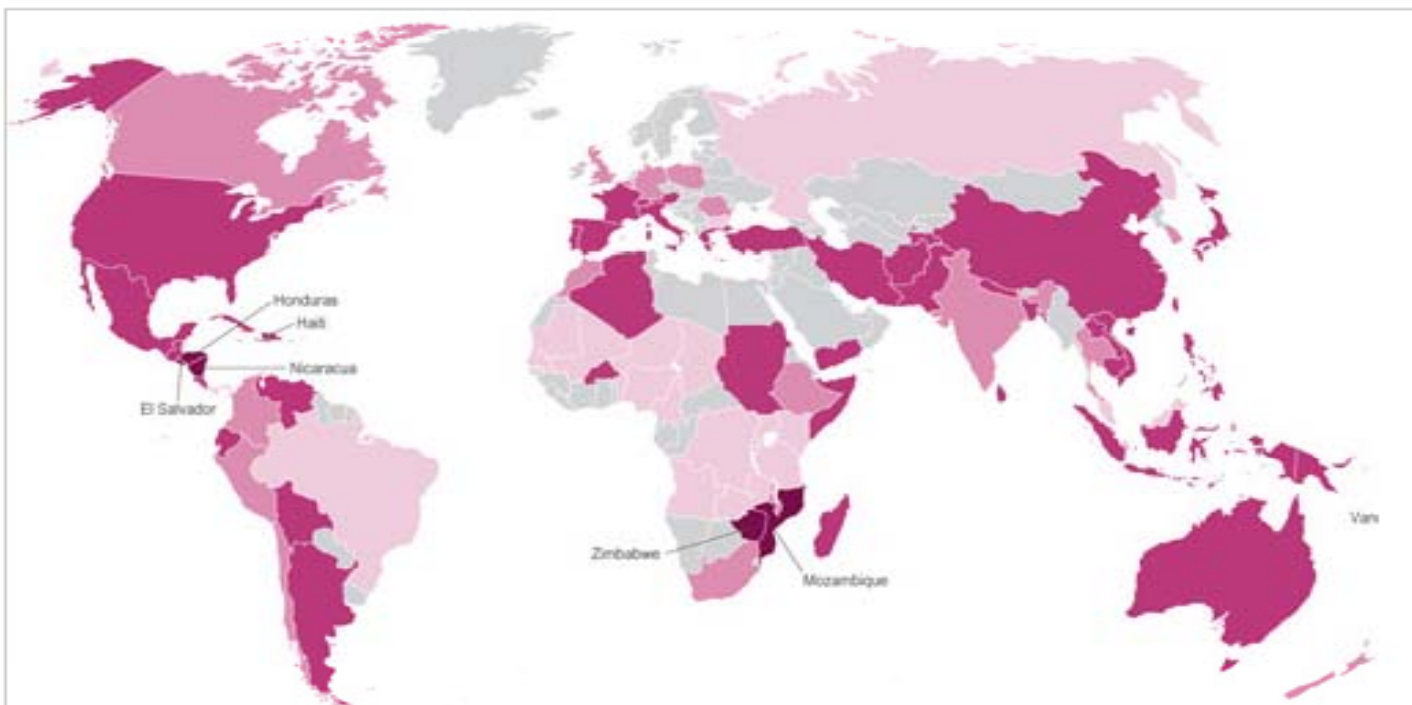 Honduras
Haiti
Nicaracua
El Salvador
Zimbabwe
Mozambique
Van